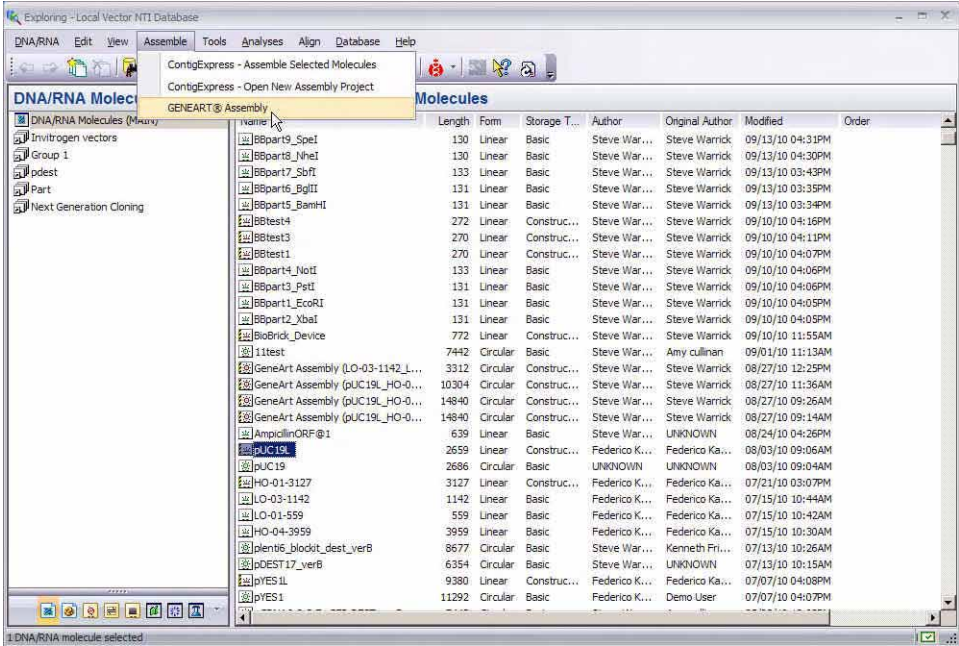 Exploring - Local Vector NTI Database
DNA/RNA Edit View Assemble Tools Analyses Align Database Help
ContigExpress - Assemble Selected Molecules
ContigExpress - Open New Assembly Project
GENEART® Assembly
DNA/RNA Molecu Molecules
DNA/RNA Molecules (MAIN)
Invitrogen vectors
Group 1
pdest
Part
Next Generation Cloning
Name Length Form Storage T... Author Original Author Modified Order
BBpart9_SpeI 130 Linear Basic Steve War... Steve Warrick 09/13/10 04:31PM
BBpart8_NheI 130 Linear Basic Steve War... Steve Warrick 09/13/10 04:30PM
BBpart7_SbfI 133 Linear Basic Steve War... Steve Warrick 09/13/10 03:43PM
BBpart6_BglII 131 Linear Basic Steve War... Steve Warrick 09/13/10 03:35PM
BBpart5_BamHI 131 Linear Basic Steve War... Steve Warrick 09/13/10 03:34PM
BBtest4 272 Linear Construc... Steve War... Steve Warrick 09/10/10 04:16PM
BBtest3 270 Linear Construc... Steve War... Steve Warrick 09/10/10 04:11PM
BBtest1 270 Linear Construc... Steve War... Steve Warrick 09/10/10 04:07PM
BBpart4_NotI 133 Linear Basic Steve War... Steve Warrick 09/10/10 04:06PM
BBpart3_PstI 131 Linear Basic Steve War... Steve Warrick 09/10/10 04:06PM
BBpart1_EcoRI 131 Linear Basic Steve War... Steve Warrick 09/10/10 04:05PM
BBpart2_XbaI 131 Linear Basic Steve War... Steve Warrick 09/10/10 04:05PM
BioBrick_Device 772 Linear Construc... Steve War... Steve Warrick 09/10/10 11:55AM
11test 7442 Circular Basic Steve War... Amy cullinan 09/01/10 11:13AM
GeneArt Assembly (LO-03-1142_L... 3312 Circular Construc... Steve War... Steve Warrick 08/27/10 12:25PM
GeneArt Assembly (pUC19L_HO-0... 10304 Circular Construc... Steve War... Steve Warrick 08/27/10 11:36AM
GeneArt Assembly (pUC19L_HO-0... 14840 Circular Construc... Steve War... Steve Warrick 08/27/10 09:26AM
GeneArt Assembly (pUC19L_HO-0... 14840 Circular Construc... Steve War... Steve Warrick 08/27/10 09:14AM
AmpicillinORF@1 639 Linear Basic Steve War... UNKNOWN 08/24/10 04:26PM
pUC19L 2659 Linear Construc... Federico K... Federico Ka... 08/03/10 09:06AM
pUC19 2686 Circular Basic UNKNOWN UNKNOWN 08/03/10 09:04AM
HO-01-3127 3127 Linear Construc... Federico K... Federico Ka... 07/21/10 03:07PM
LO-03-1142 1142 Linear Basic Federico K... Federico Ka... 07/15/10 10:44AM
LO-01-559 559 Linear Basic Federico K... Federico Ka... 07/15/10 10:42AM
HO-04-3959 3959 Linear Basic Federico K... Federico Ka... 07/15/10 10:30AM
plenti6_blockit_dest_verB 8677 Circular Basic Steve War... Kenneth Fri... 07/13/10 10:26AM
pDEST17_verB 6354 Circular Basic Steve War... UNKNOWN 07/13/10 10:15AM
pYES1L 9380 Linear Construc... Federico K... Federico Ka... 07/07/10 04:08PM
pYES1 11292 Circular Basic Federico K... Demo User 07/07/10 04:07PM
1 DNA/RNA molecule selected